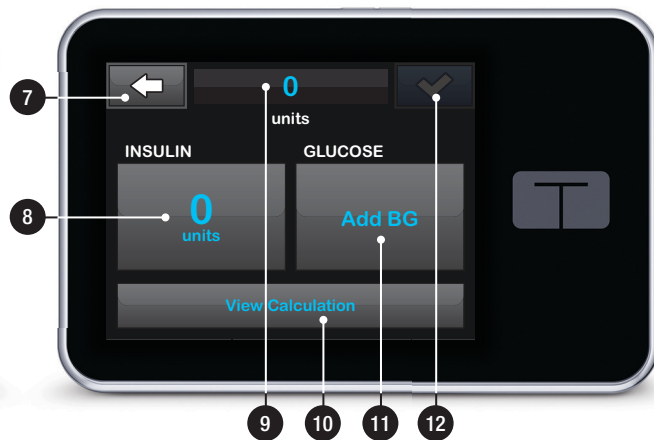 0
units
INSULIN
GLUCOSE
0
units
Add BG
View Calculation
7
8
9
10
11
12